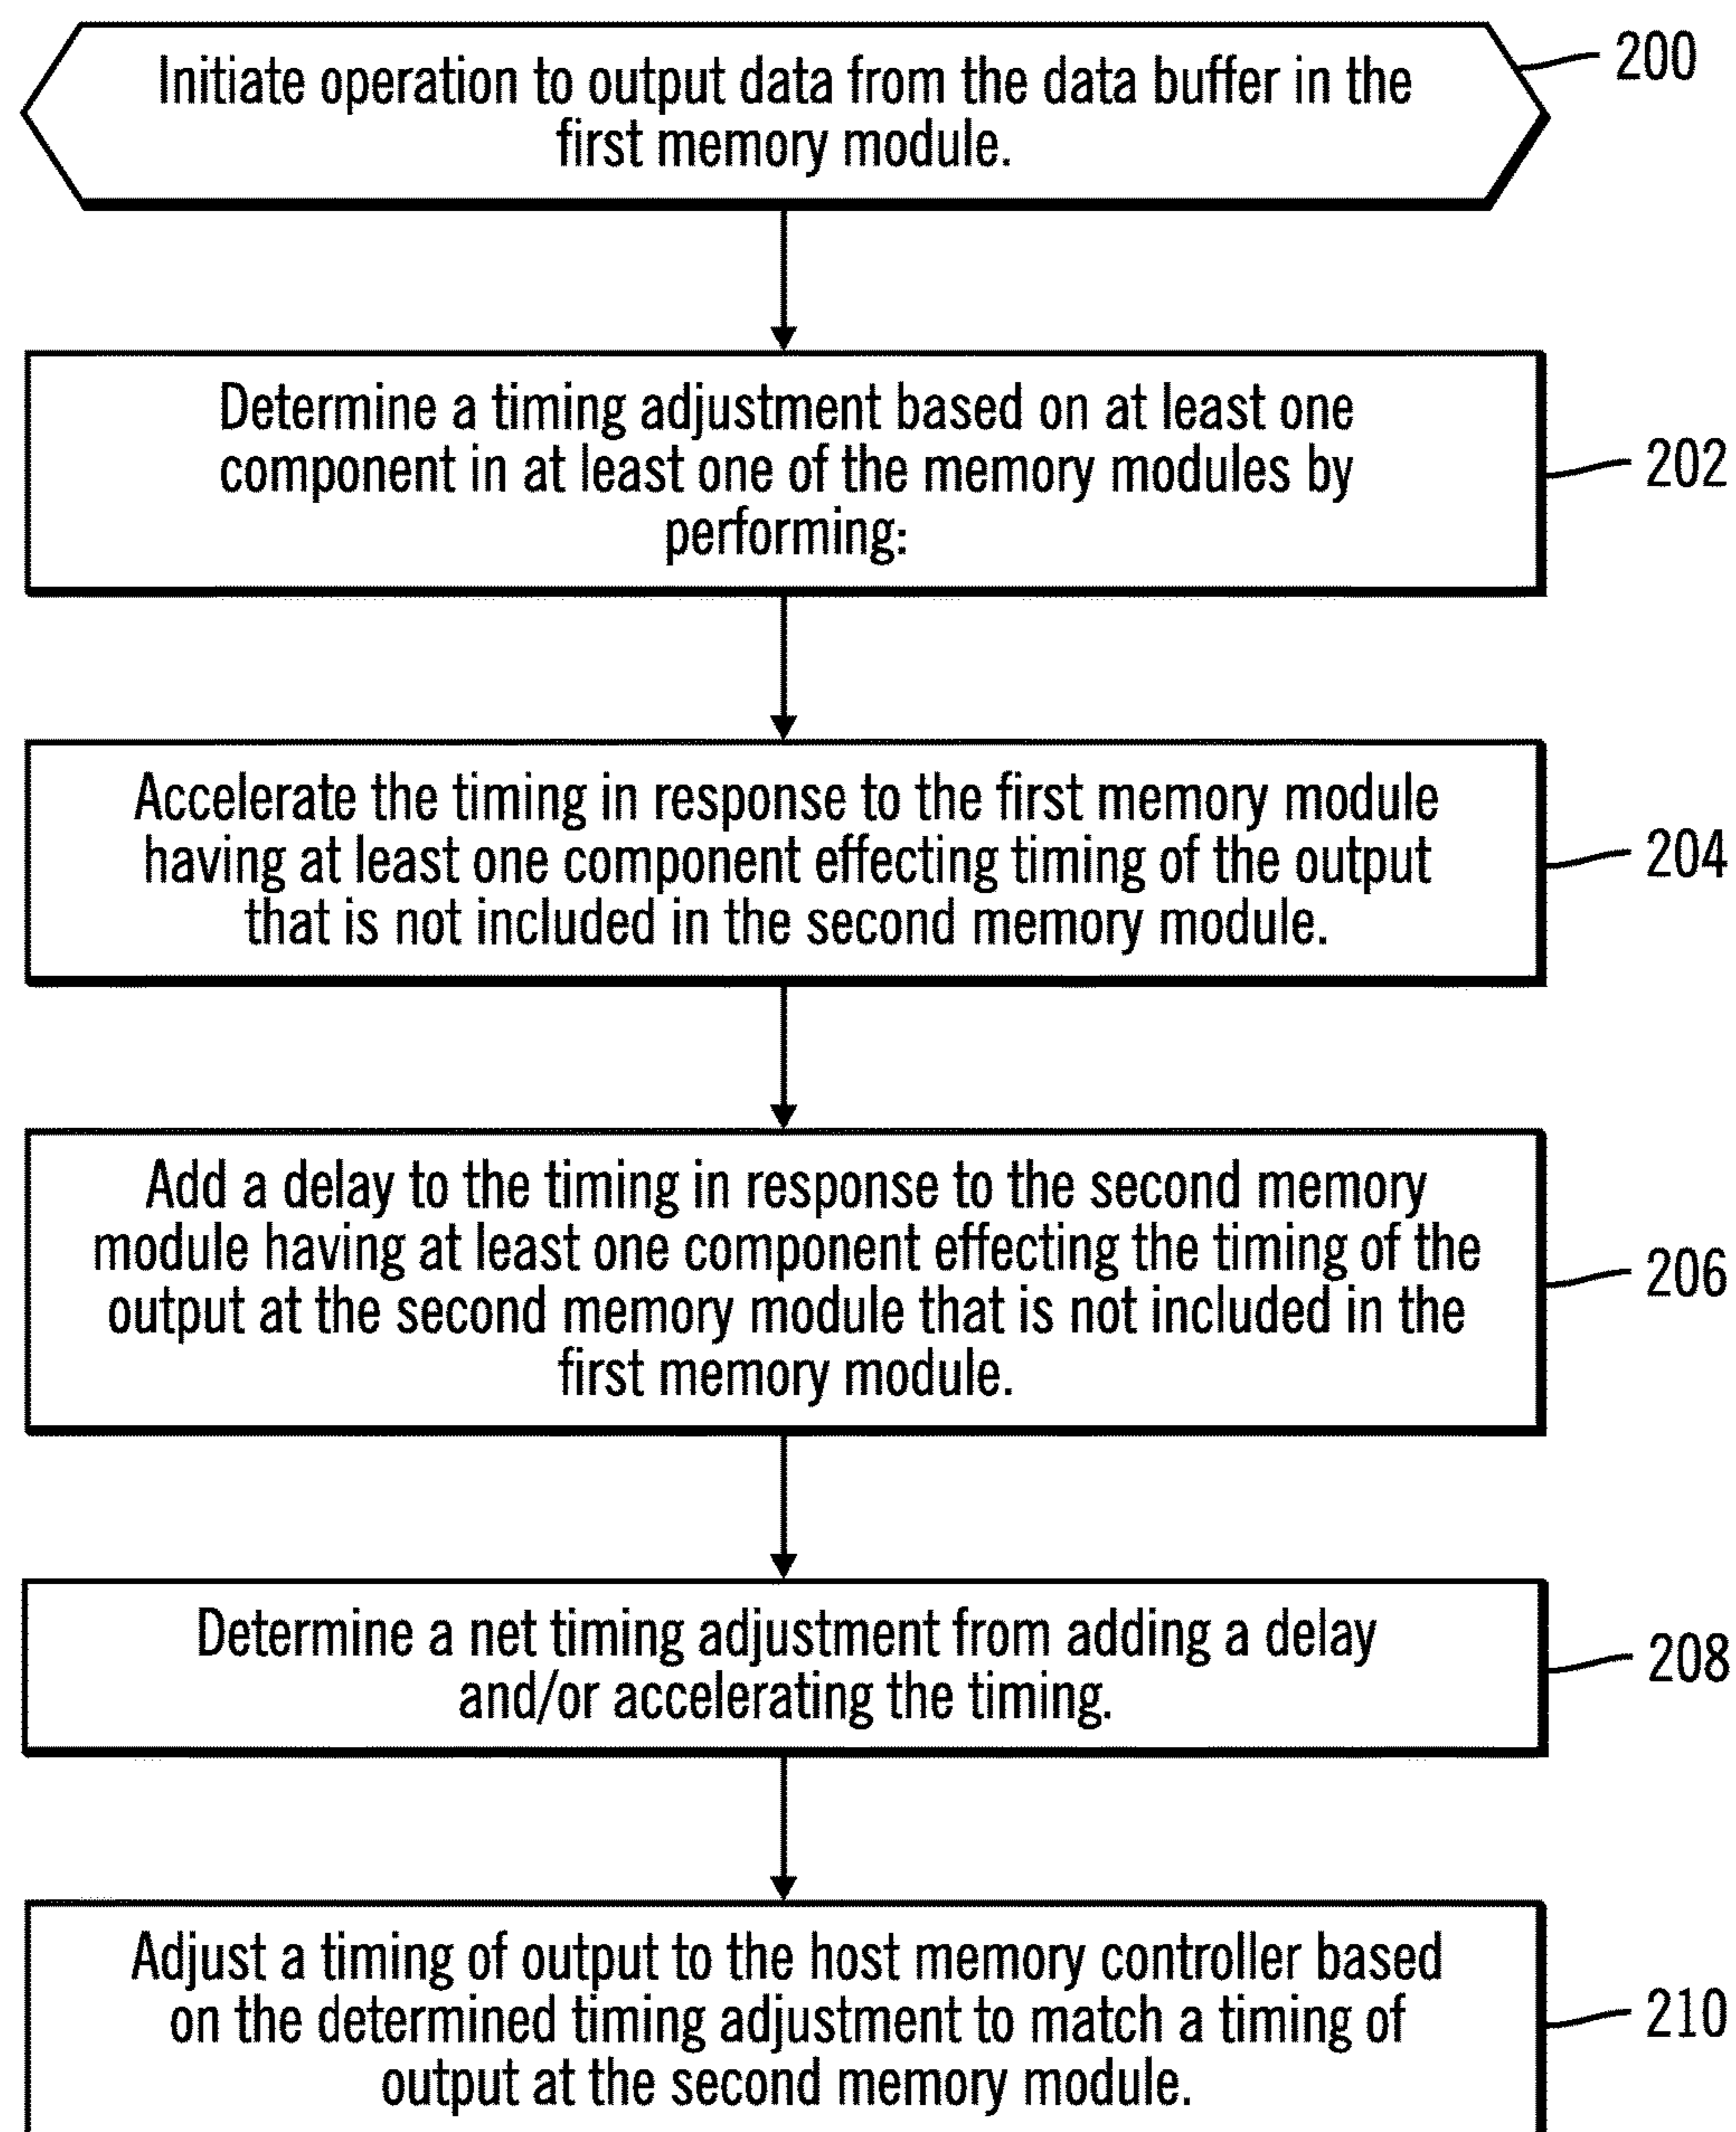 Initiate operation to output data from the data buffer in the
first memory module.
200
Determine a timing adjustment based on at least one
component in at least one of the memory modules by
performing:
202
Accelerate the timing in response to the first memory module
having at least one component effecting timing of the output
that is not included in the second memory module.
204
Add a delay to the timing in response to the second memory
module having at least one component effecting the timing of the
output at the second memory module that is not included in the
first memory module.
206
Determine a net timing adjustment from adding a delay
and/or accelerating the timing.
208
Adjust a timing of output to the host memory controller based
on the determined timing adjustment to match a timing of
output at the second memory module.
210